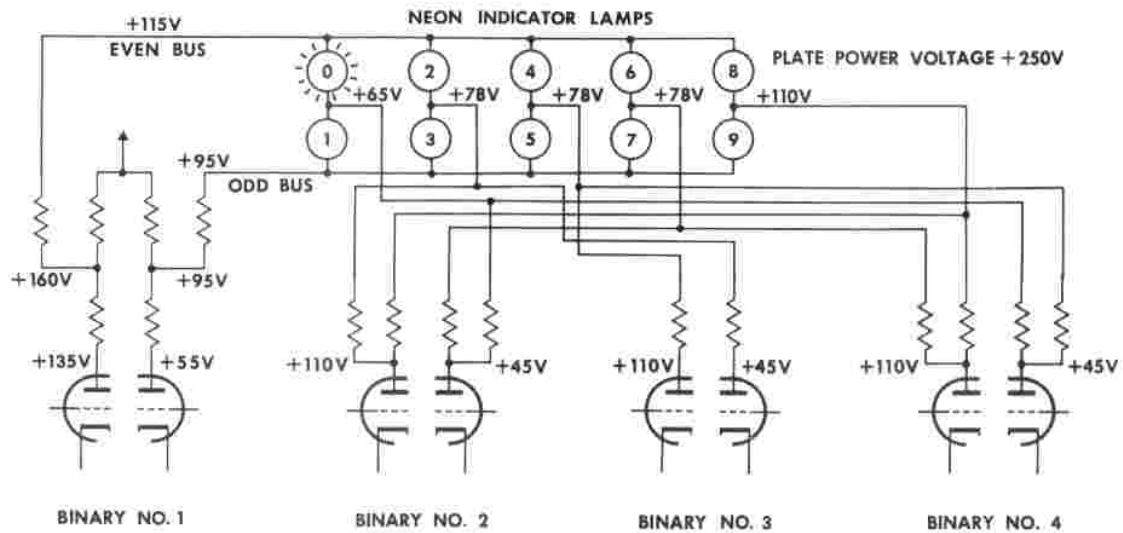 NEON INDICATOR LAMPS
+115V
EVEN BUS
PLATE POWER VOLTAGE +250V
0
2
4
6
8
+65V
+78V
+78V
+78V
+110V
1
3
5
7
9
+95V
ODD BUS
+160V
+95V
+135V
+55V
+110V
+45V
+110V
+45V
+110V
+45V
BINARY NO. 1
BINARY NO. 2
BINARY NO. 3
BINARY NO. 4